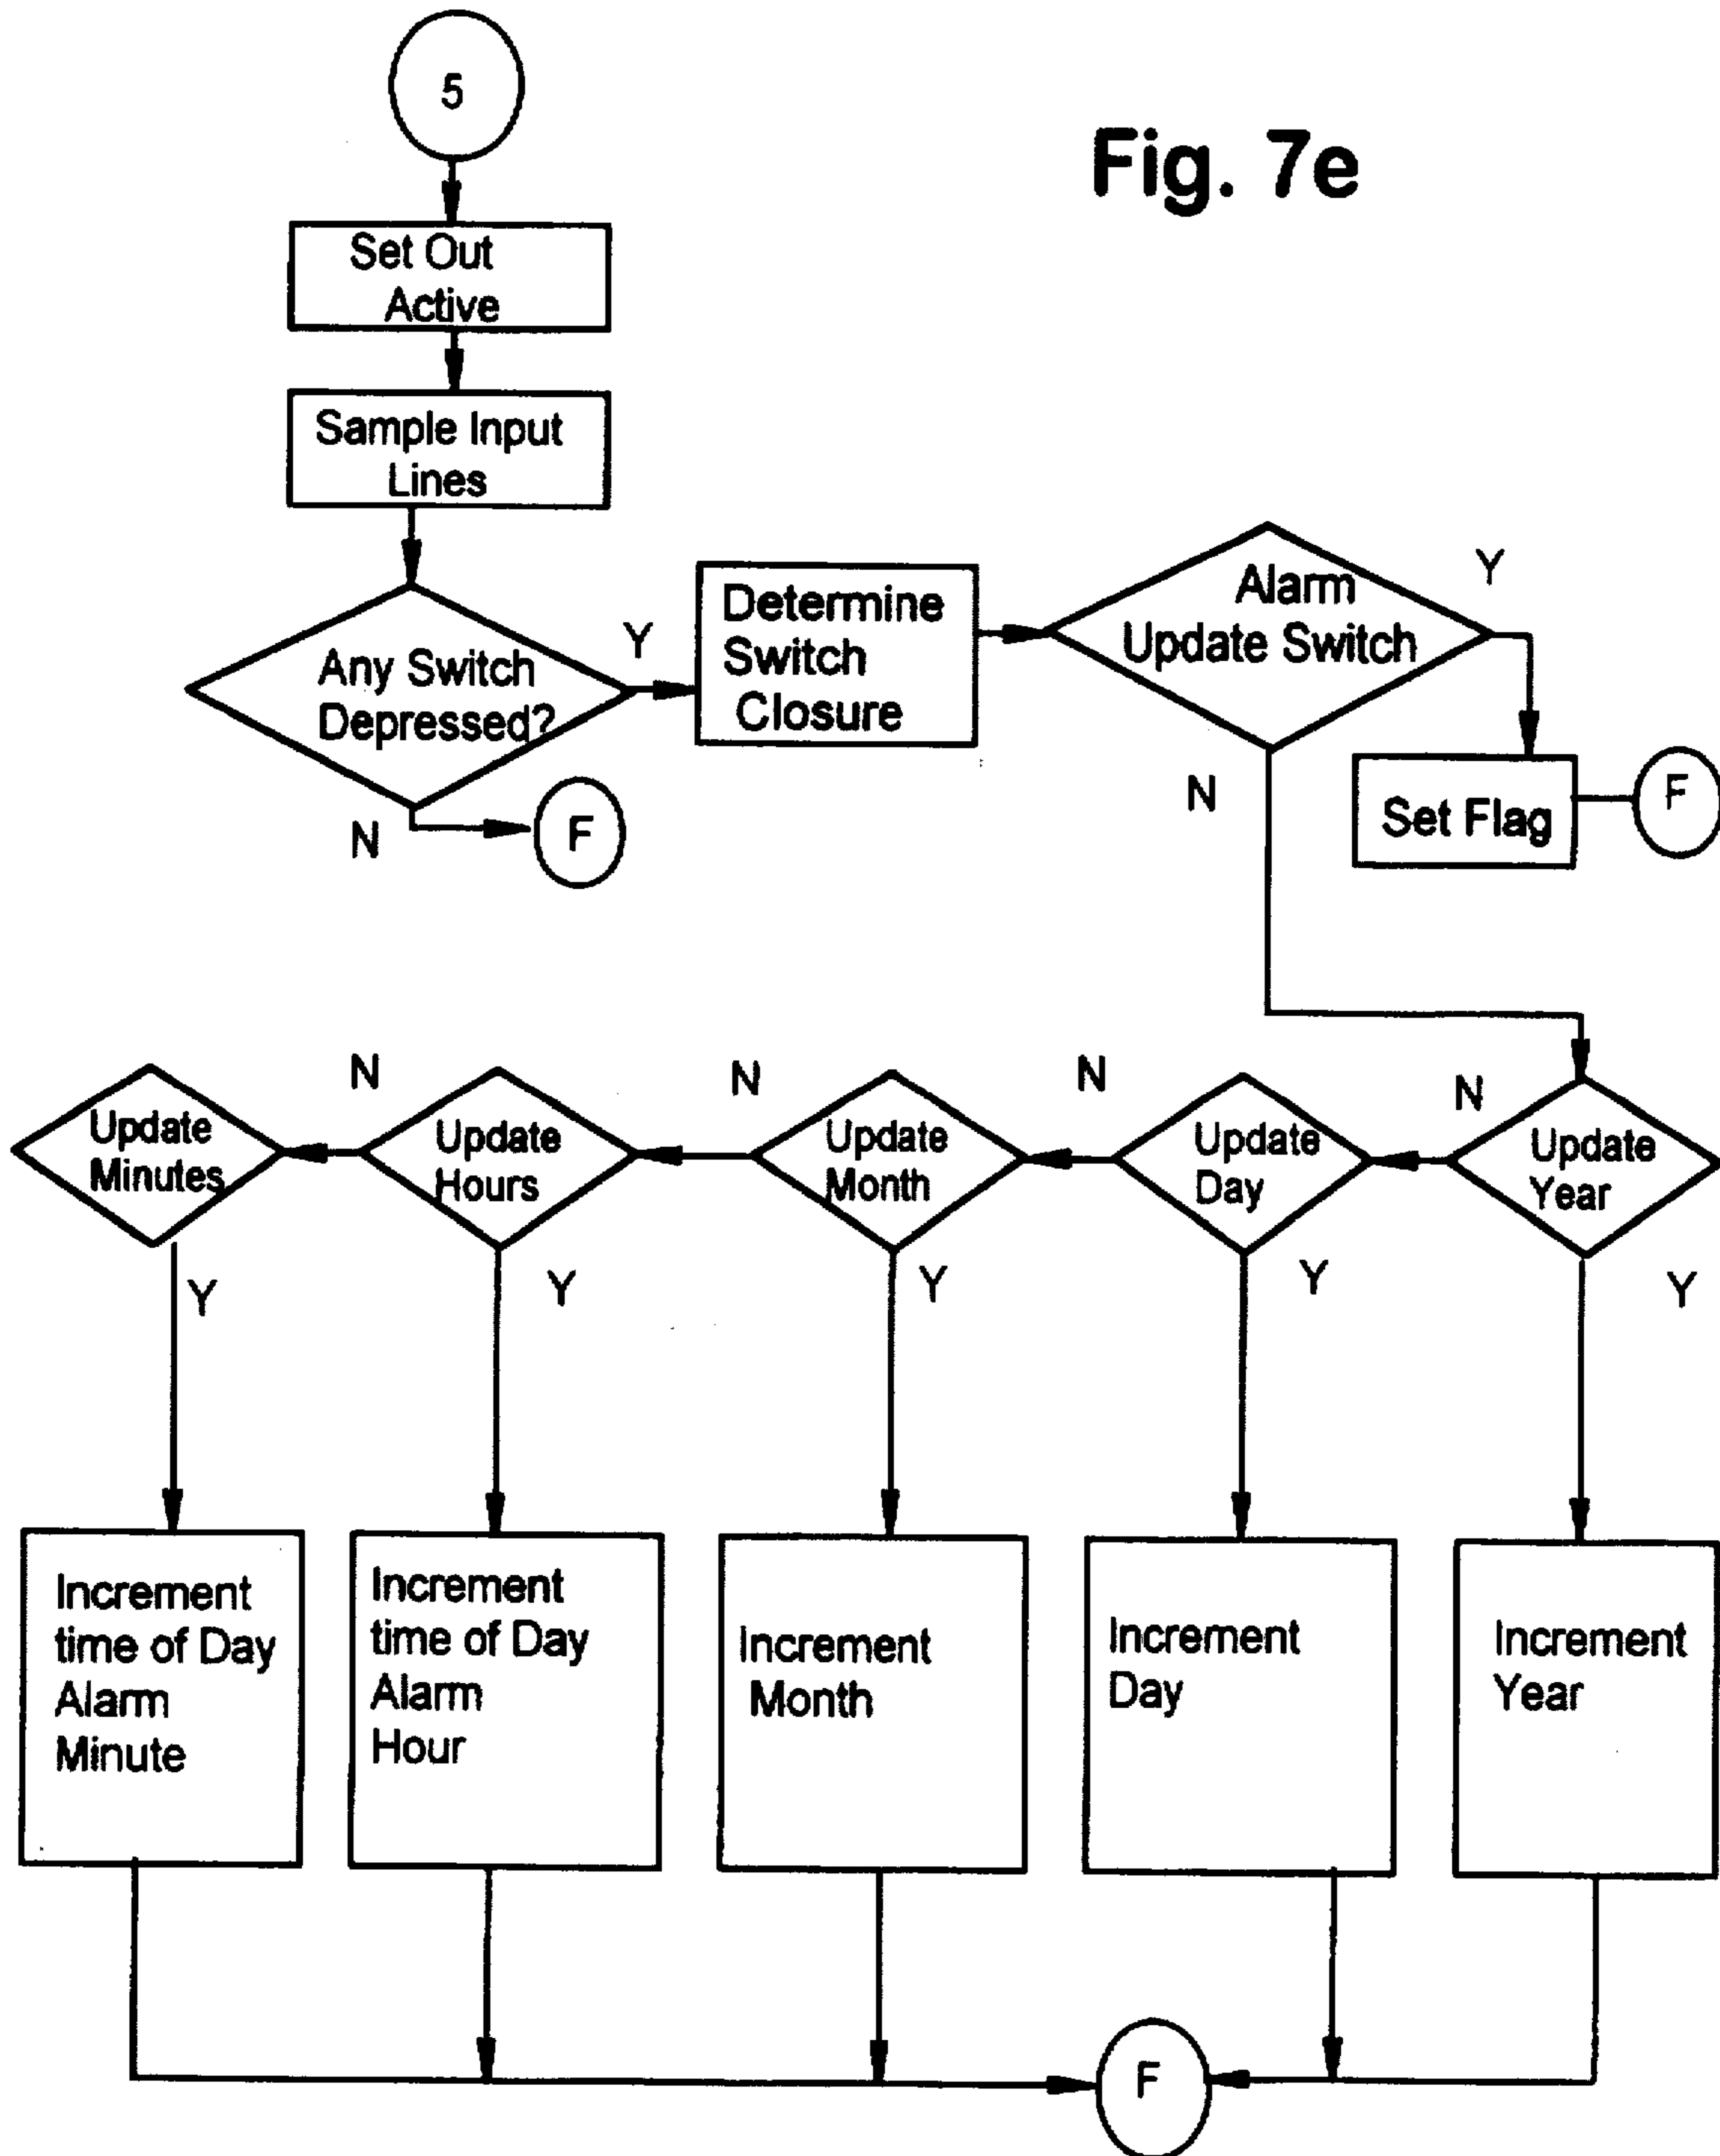 5
Fig. 7e
Set Out
Active
Sample Input
Lines
Any Switch
Depressed?
Y
N
F
Determine
Switch
Closure
Alarm
Update Switch
Y
N
Set Flag
F
Update
Minutes
N
Update
Hours
N
Update
Month
N
Update
Day
N
Update
Year
Y
Y
Y
Y
Y
Increment
time of Day
Alarm
Minute
Increment
time of Day
Alarm
Hour
Increment
Month
Increment
Day
Increment
Year
F